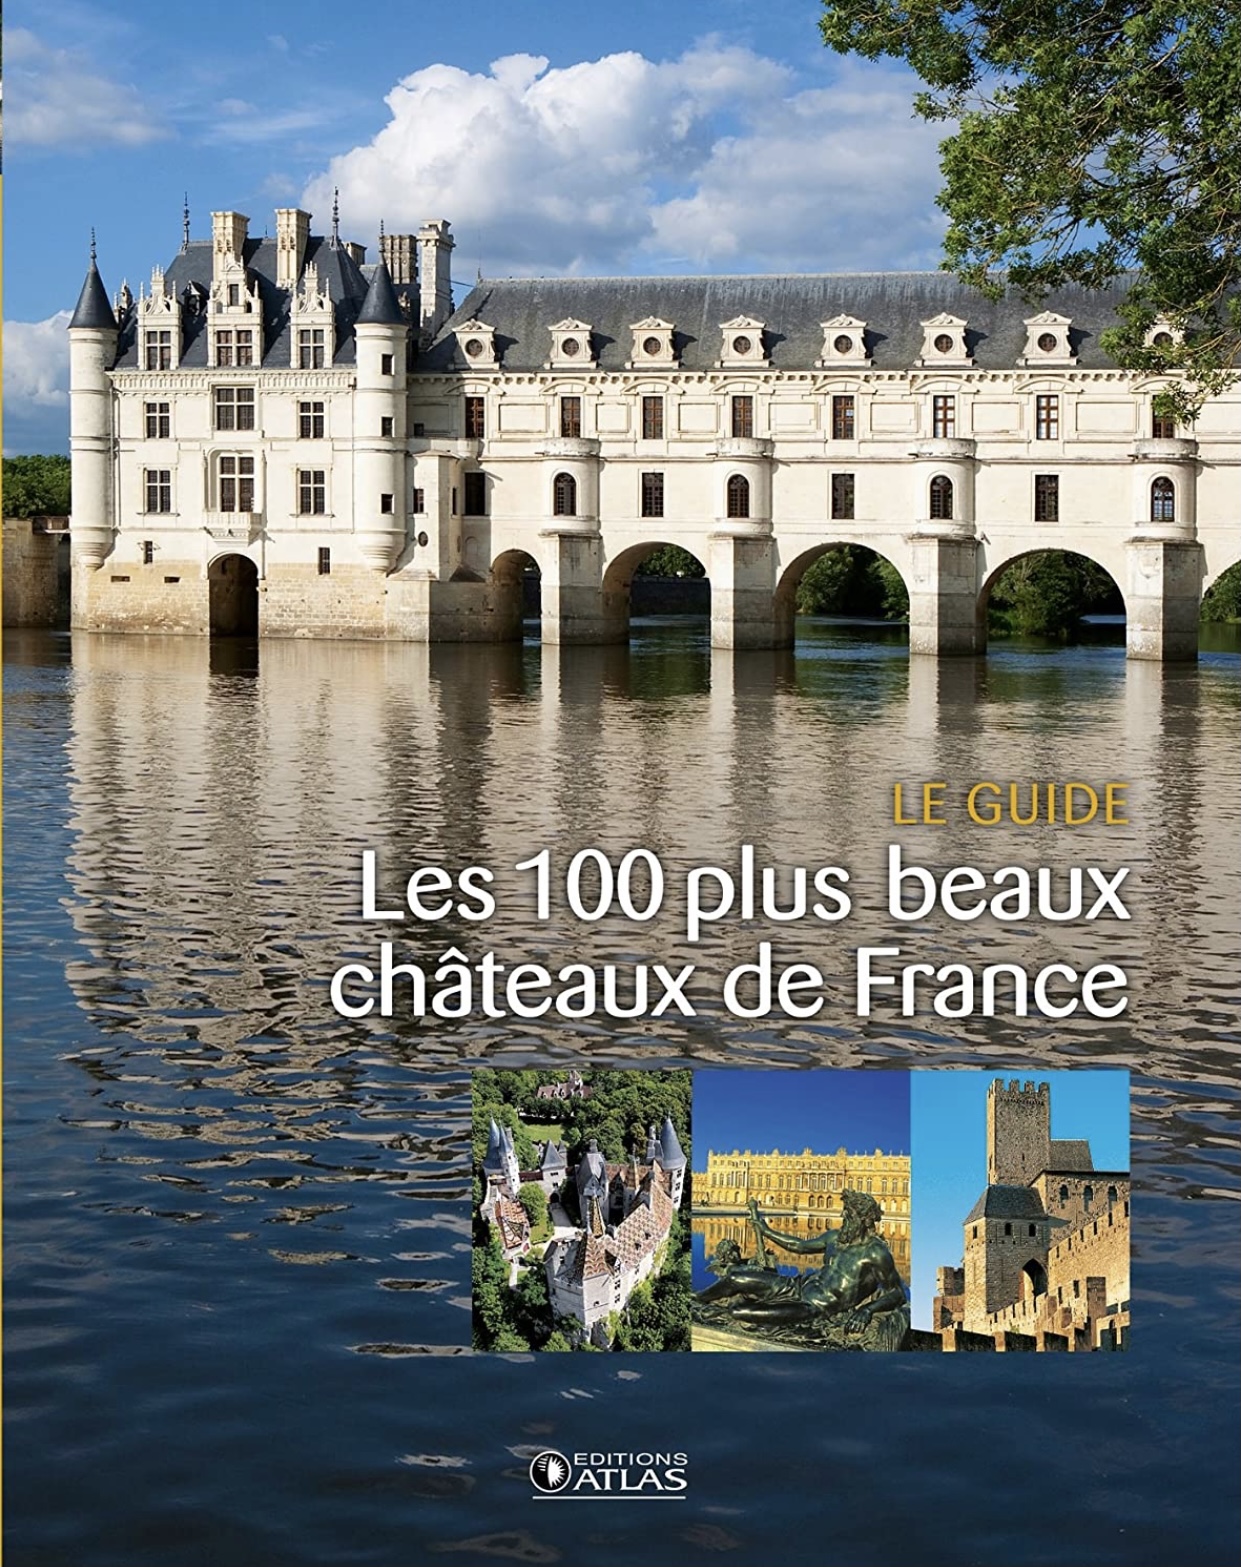 LE GUIDE
Les 100 plus beaux
châteaux de France
EDITIONS
ATLAS